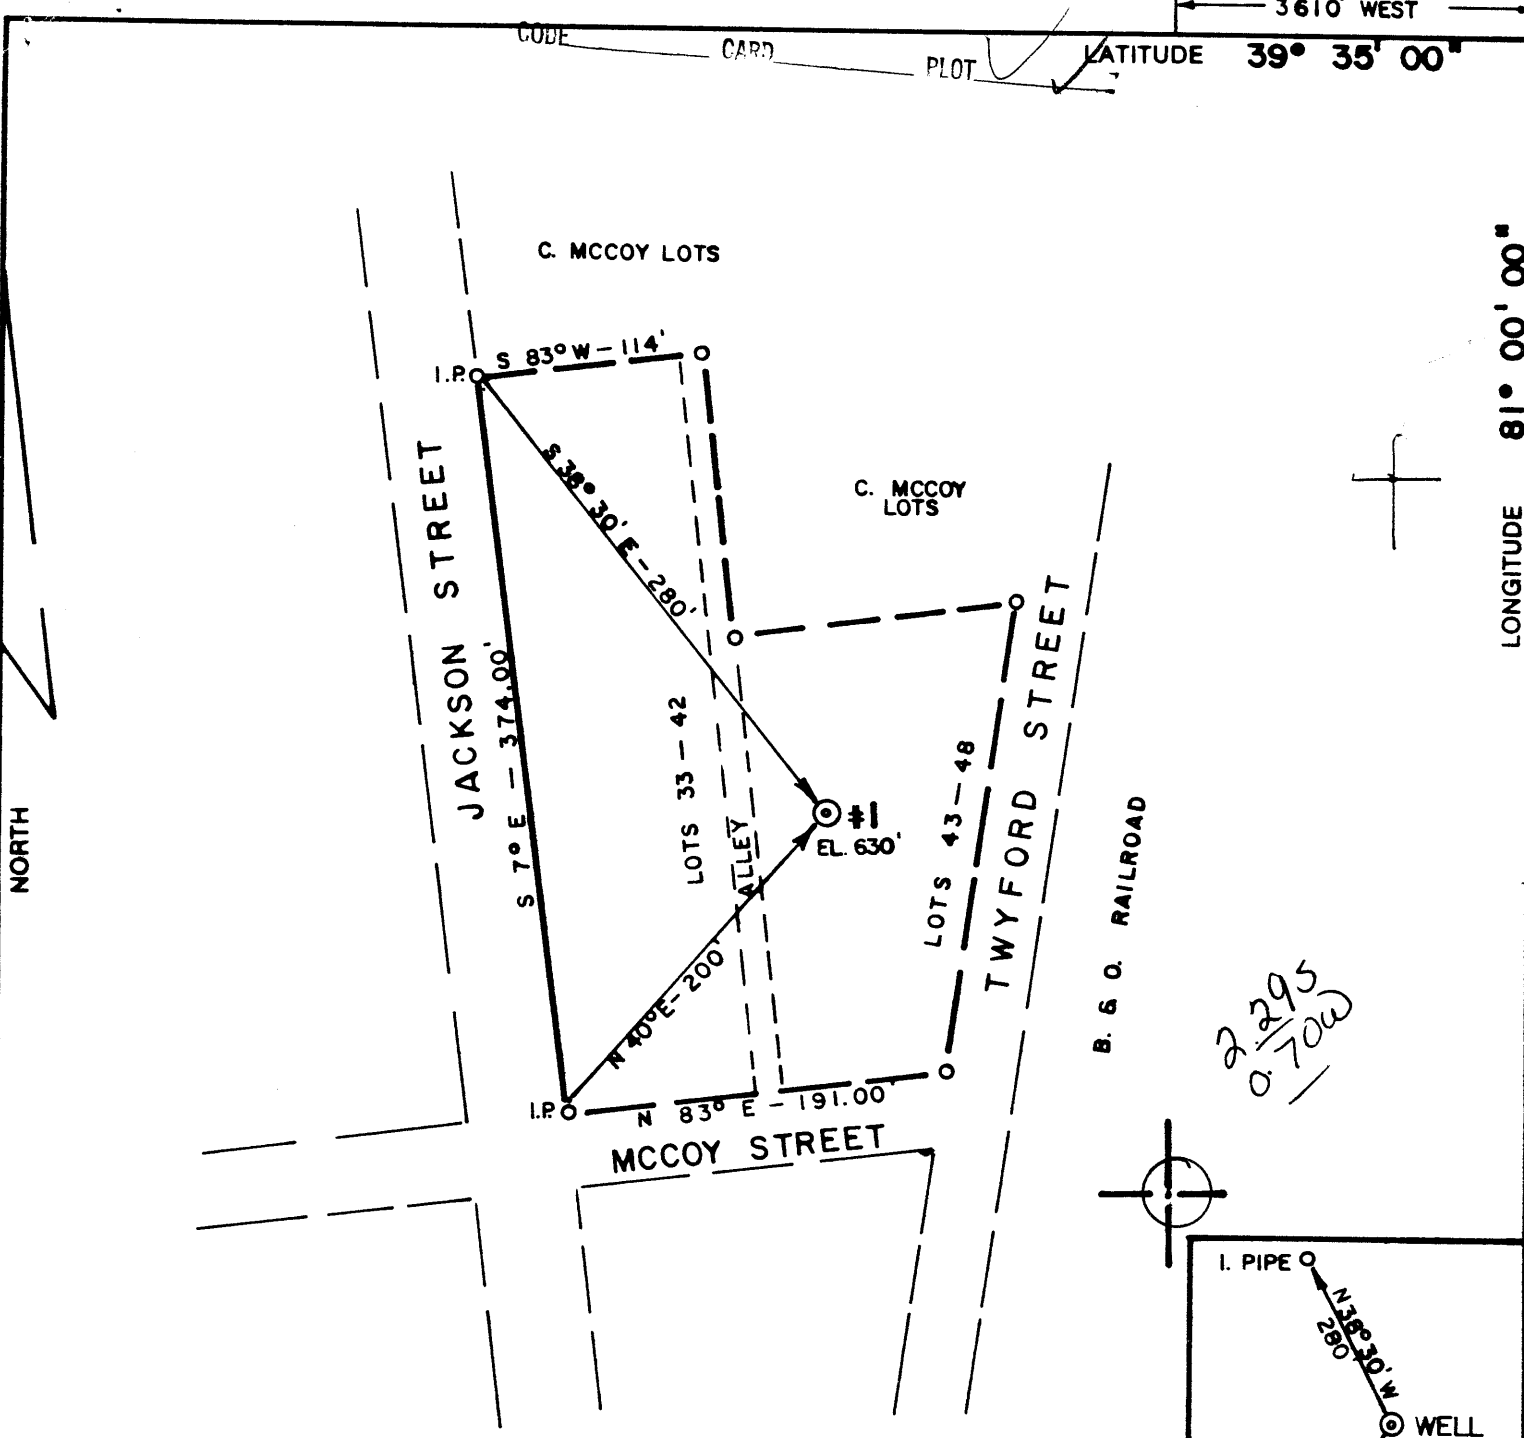 3610' WEST
CODE CARD PLOT
LATITUDE 39° 35' 00"
LONGITUDE 81° 00' 00"
C. MCCOY LOTS
S 83° W – 114'
I.P.
S 38° 30' E – 280'
C. MCCOY
LOTS
JACKSON STREET
S 7° E – 374.00'
LOTS 33 – 42
ALLEY
#1
EL. 630'
LOTS 43 – 48
TWYFORD STREET
B. & O. RAILROAD
NORTH
N 40° E – 200'
I.P.
N 83° E – 191.00'
MCCOY STREET
2.295
0.70W
I. PIPE
N 38° 30' W
280'
WELL